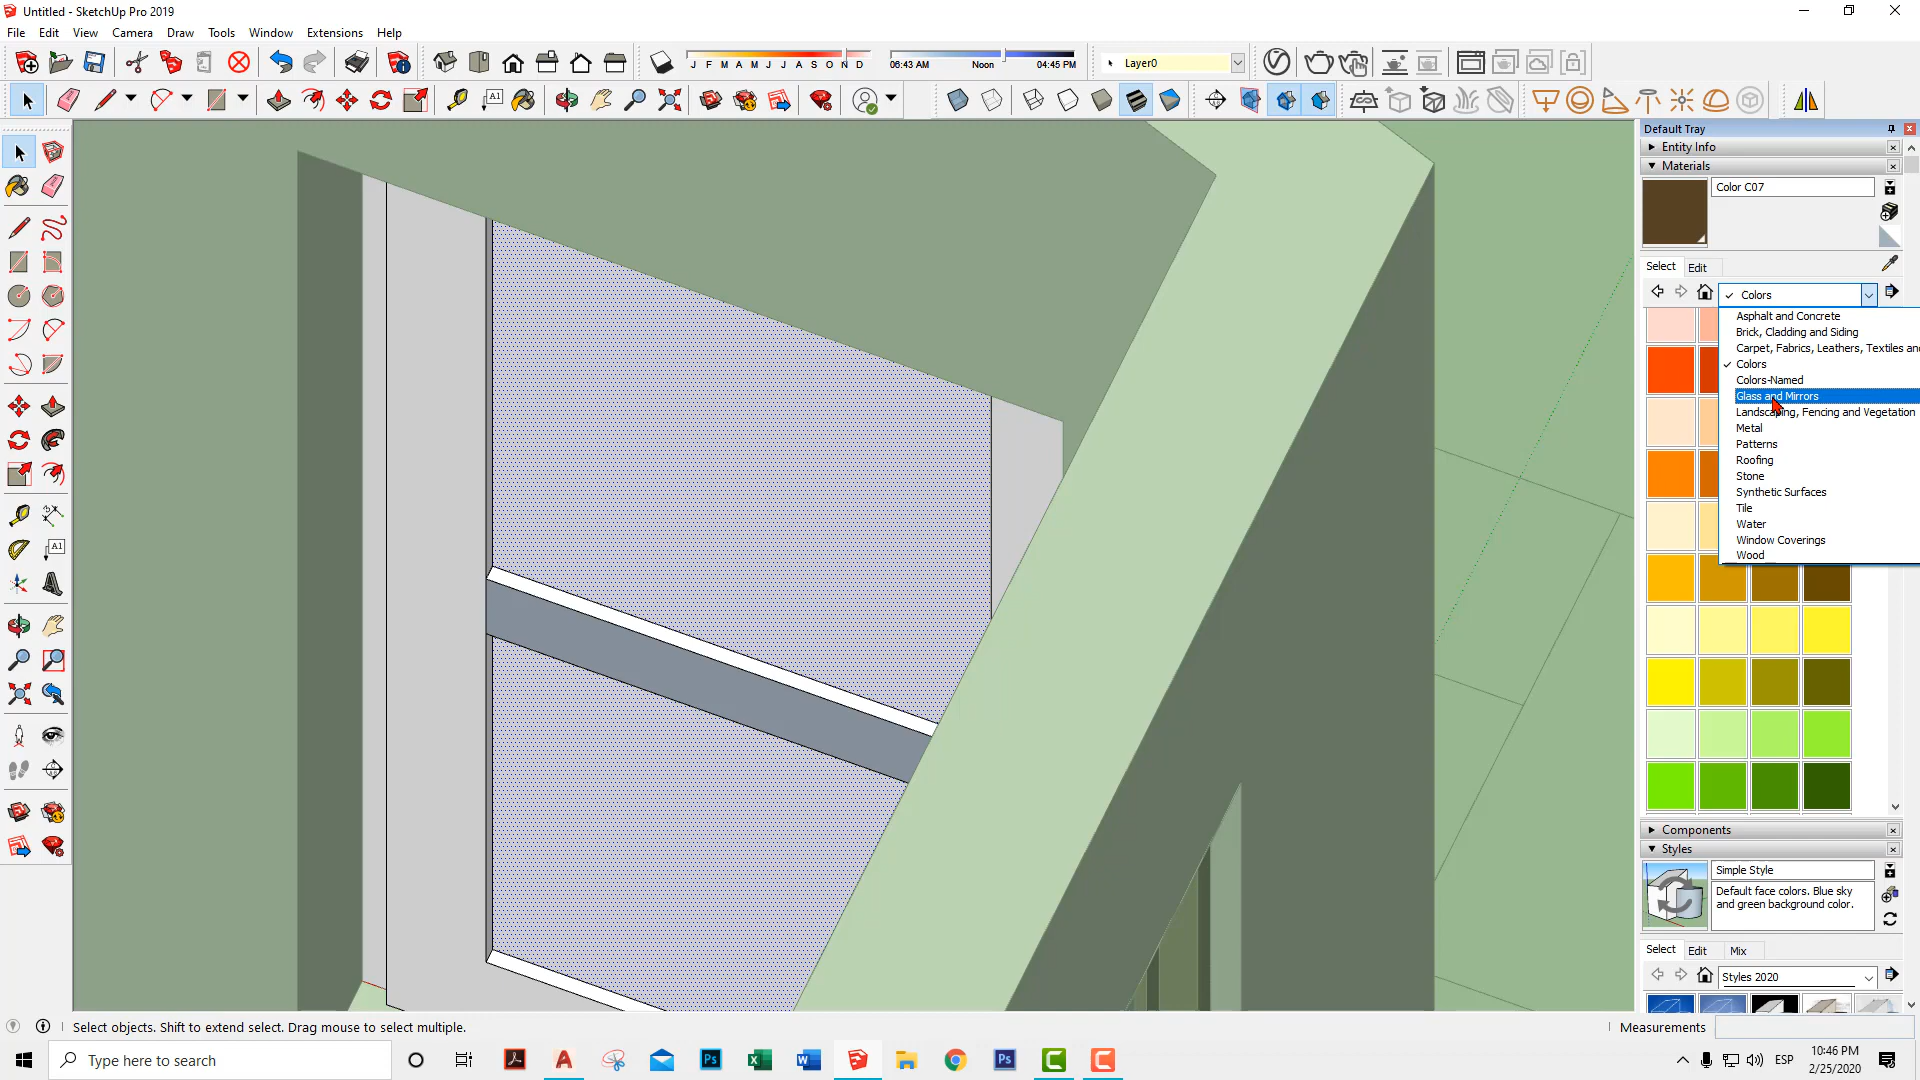 Untitled - SketchUp Pro 2019
File Edit View Camera Draw Tools Window Extensions Help
J F M A M J J A S O N D
06:43 AM Noon 04:45 PM
Layer0
A1
Default Tray
Entity Info
Materials
Color C07
Select Edit
Colors
Asphalt and Concrete
Brick, Cladding and Siding
Carpet, Fabrics, Leathers, Textiles and
Colors
Colors-Named
Glass and Mirrors
Landscaping, Fencing and Vegetation
Metal
Patterns
Roofing
Stone
Synthetic Surfaces
Tile
Water
Window Coverings
Wood
A1
Components
Styles
Simple Style
Default face colors. Blue sky
and green background color.
Select Edit Mix
Styles 2020
Select objects. Shift to extend select. Drag mouse to select multiple.
Measurements
Type here to search
Ps
Ps
ESP
10:46 PM
2/25/2020